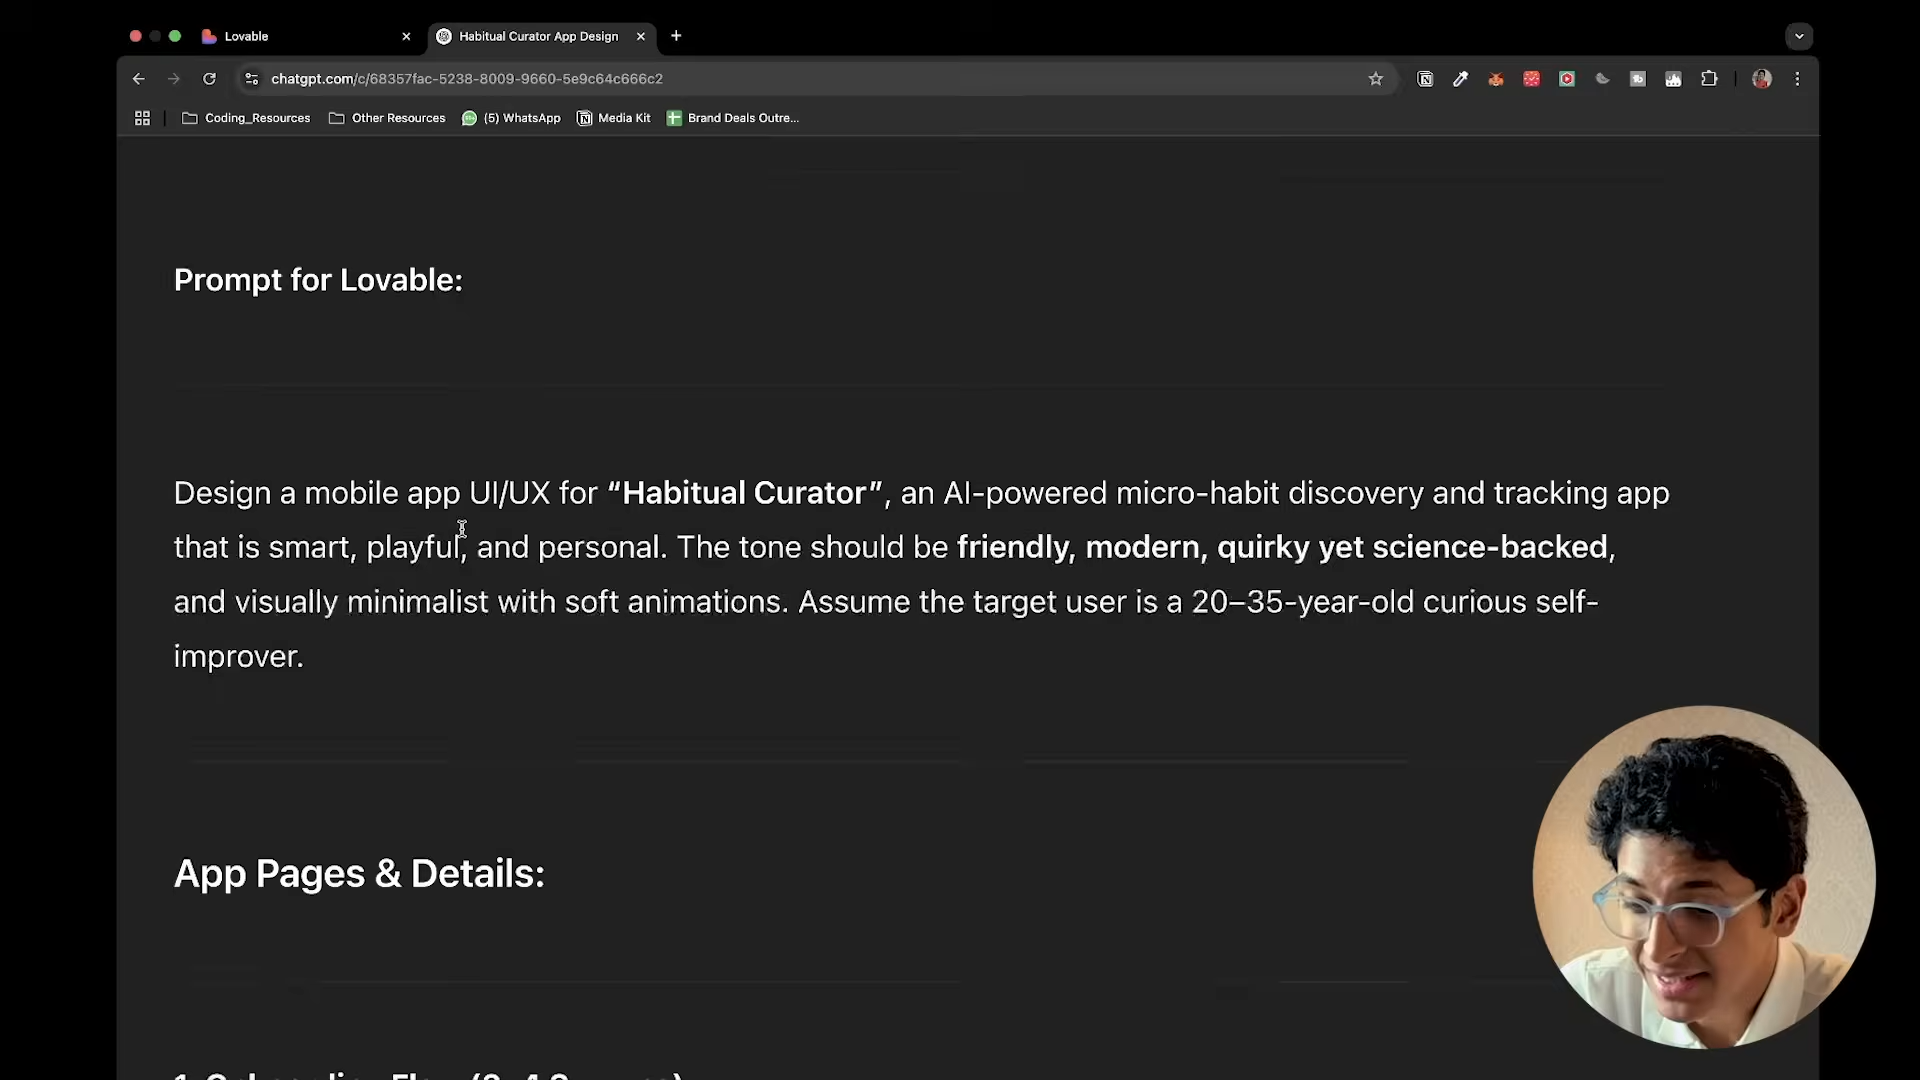 Lovable
Habitual Curator App Design
chatgpt.com/c/68357fac-5238-8009-9660-5e9c64c666c2
Coding_Resources
Other Resources
(5) WhatsApp
Media Kit
Brand Deals Outre...
Prompt for Lovable:
Design a mobile app UI/UX for “Habitual Curator”, an AI-powered micro-habit discovery and tracking app
that is smart, playful, and personal. The tone should be friendly, modern, quirky yet science-backed,
and visually minimalist with soft animations. Assume the target user is a 20–35-year-old curious self-
improver.
App Pages & Details: